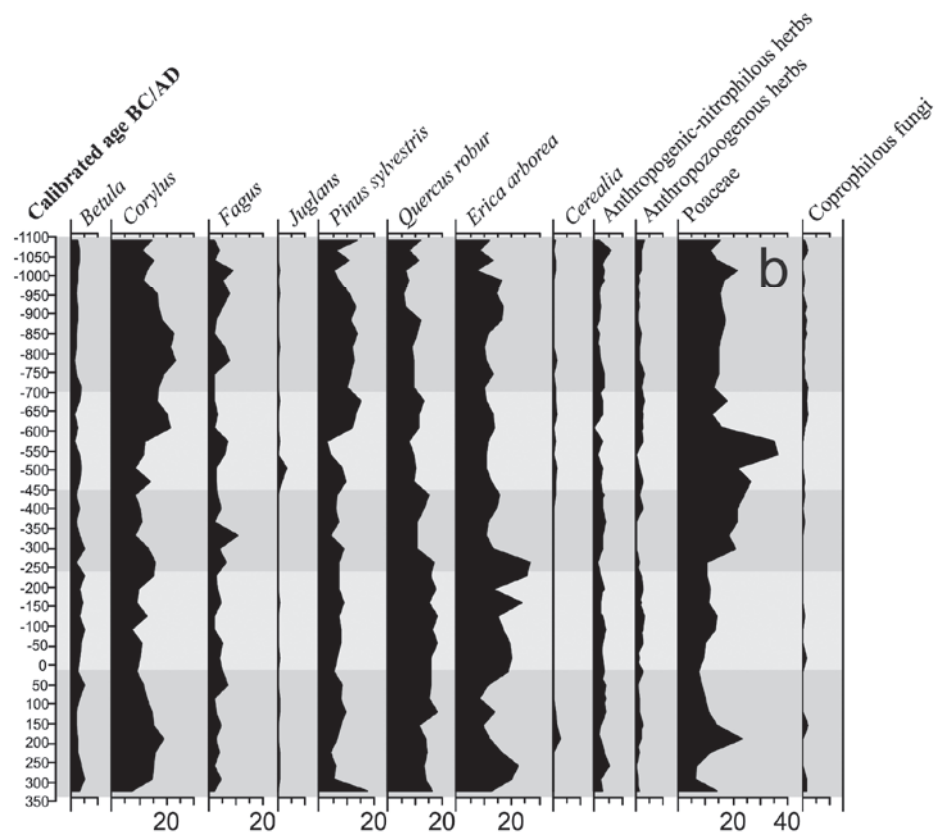 Calibrated age BC/AD
Betula
Corylus
Fagus
Juglans
Pinus sylvestris
Quercus robur
Erica arborea
Cerealia
Anthropogenic-nitrophilous herbs
Anthropozoogenous herbs
Poaceae
Coprophilous fungi
b
-1100
-1050
-1000
-950
-900
-850
-800
-750
-700
-650
-600
-550
-500
-450
-400
-350
-300
-250
-200
-150
-100
-50
0
50
100
150
200
250
300
350
20 20 20 20 20 20 40